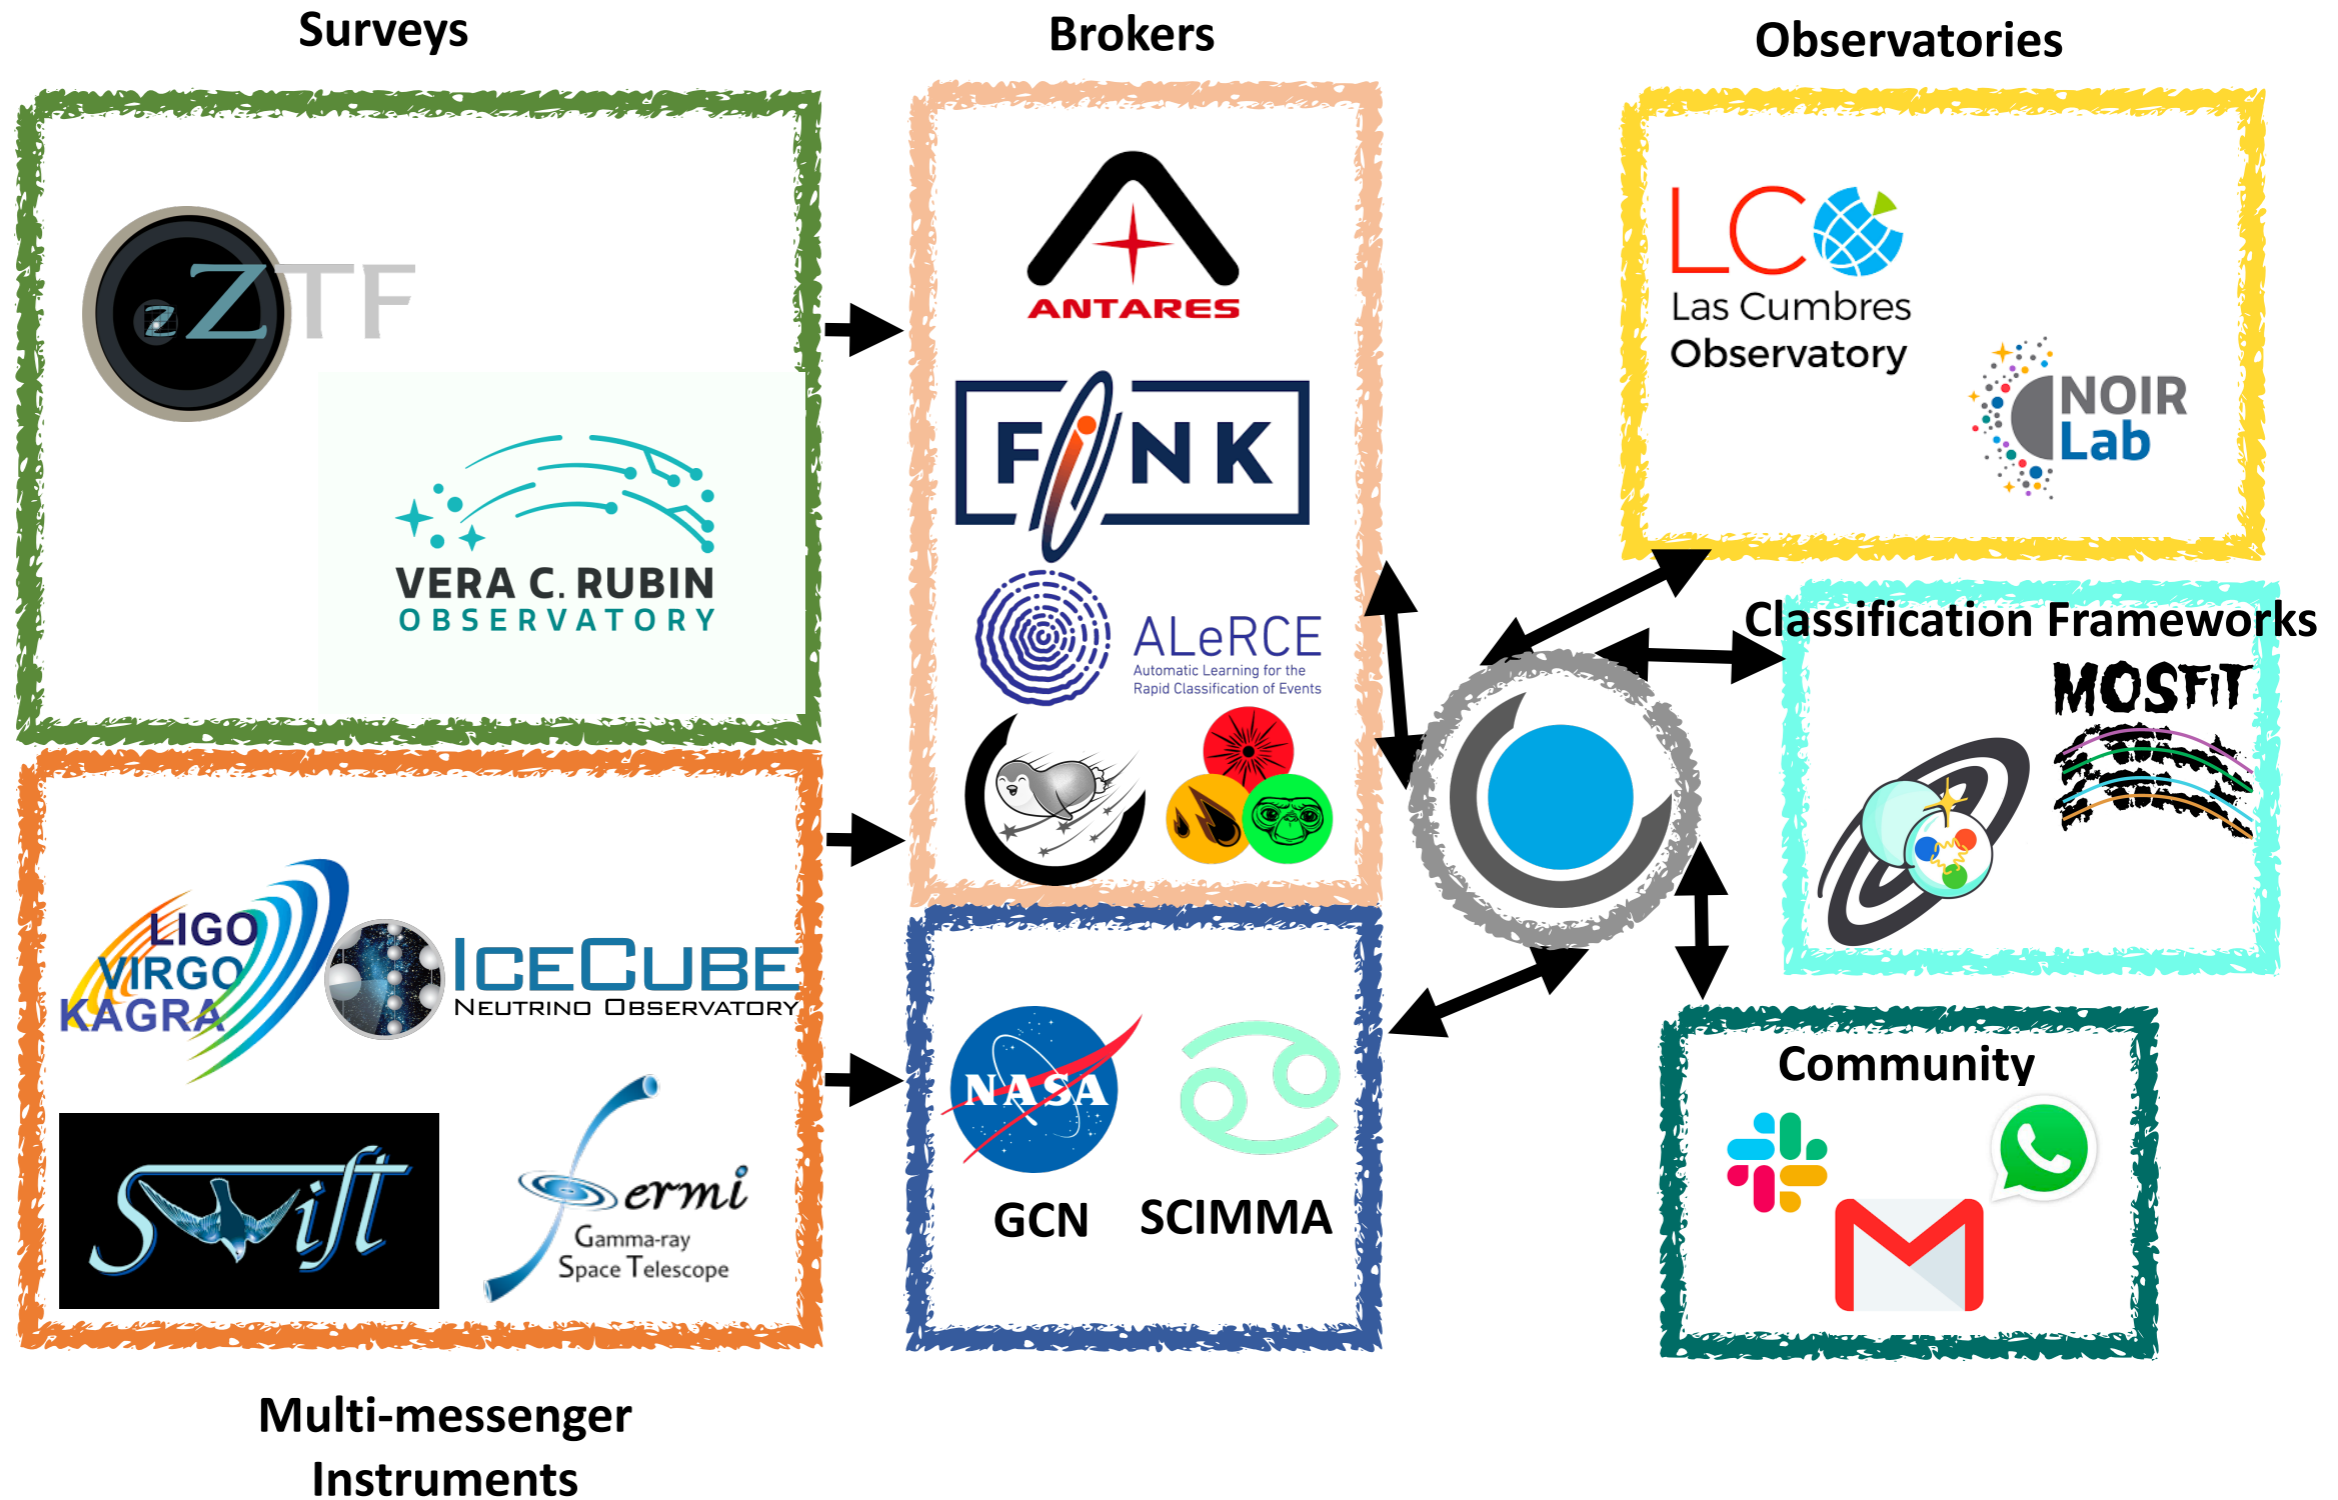 Surveys
Brokers
Observatories
zZTF
VERA C. RUBIN
OBSERVATORY
ANTARES
FINK
ALeRCE
Automatic Learning for the
Rapid Classification of Events
LCO
Las Cumbres
Observatory
NOIR
Lab
Classification Frameworks
MOSFiT
LIGO
VIRGO
KAGRA
ICECUBE
NEUTRINO OBSERVATORY
Swift
Fermi
Gamma-ray
Space Telescope
NASA
GCN
SCIMMA
Community
Multi-messenger
Instruments